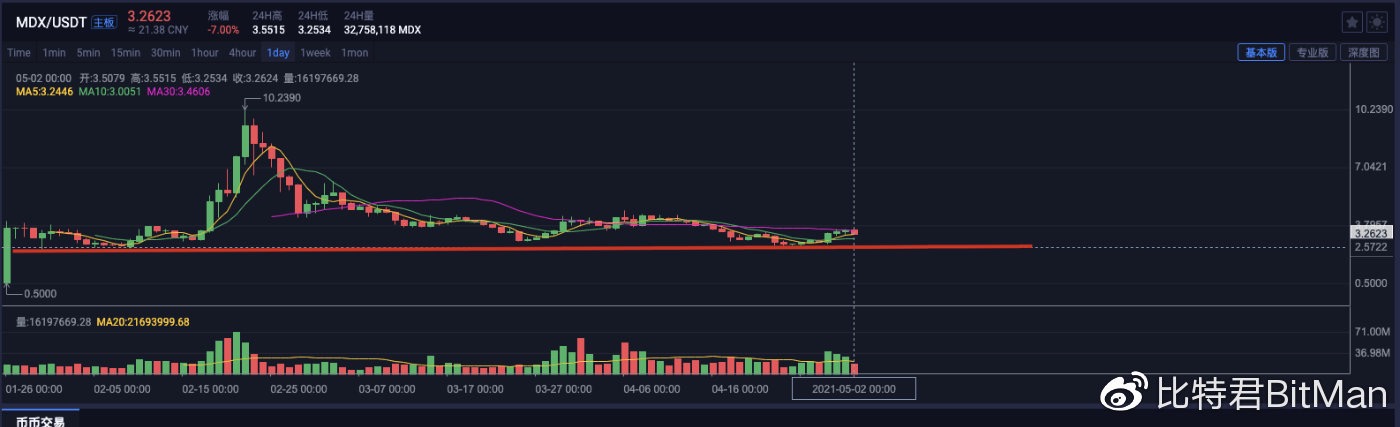 MDX/USDT 主板 3.2623 涨幅 24H高 24H低 24H量
≈ 21.38 CNY -7.00% 3.5515 3.2534 32,758,118 MDX
Time 1min 5min 15min 30min 1hour 4hour 1day 1week 1mon 基本版 专业版 深度图
05-02 00:00 开:3.5079 高:3.5515 低:3.2534 收:3.2624 量:16197669.28
MA5:3.2446 MA10:3.0051 MA30:3.4606
10.2390
10.2390
7.0421
3.2623
2.5722
0.5000
0.5000
量:16197669.28 MA20:21693999.68
71.00M
36.98M
01-26 00:00 02-05 00:00 02-15 00:00 02-25 00:00 03-07 00:00 03-17 00:00 03-27 00:00 04-06 00:00 04-16 00:00 2021-05-02 00:00
比特君BitMan
币币交易